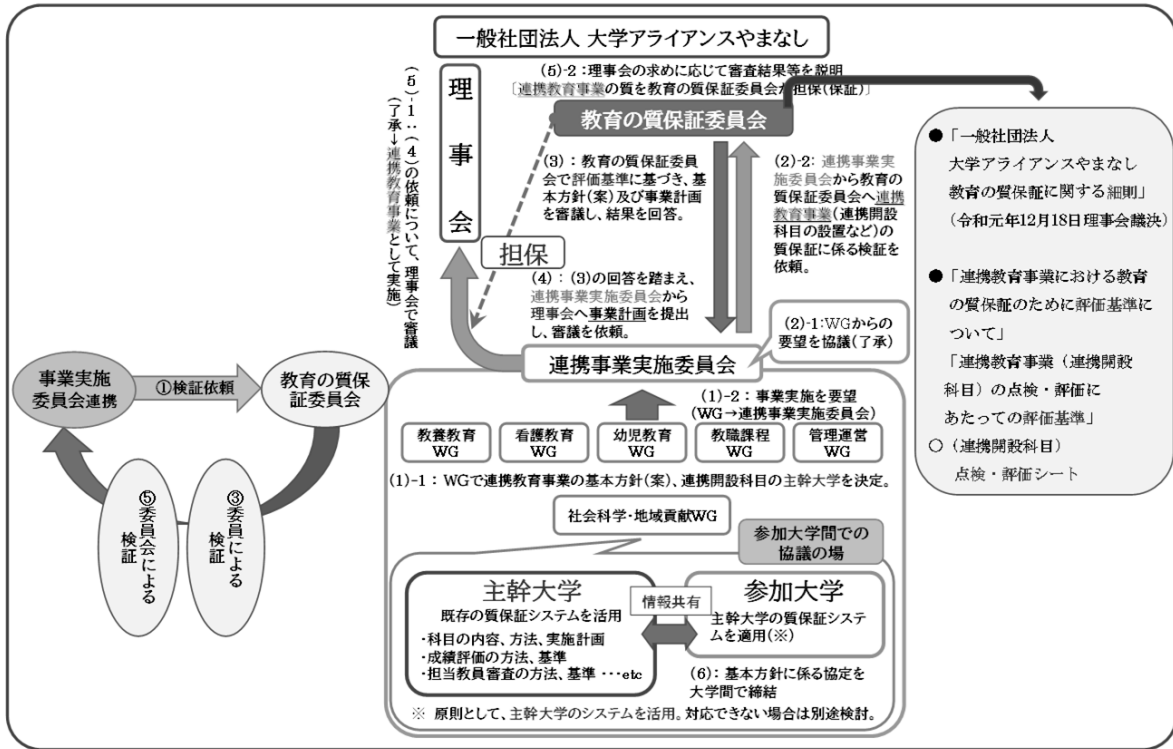 一般社団法人 大学アライアンスやまなし
(5)-2：理事会の求めに応じて審査結果等を説明
〔連携教育事業の質を教育の質保証委員会が担保(保証)〕
教育の質保証委員会
理事会
(5)-1：(4)の依頼について、理事会で審議
(了承→連携教育事業として実施)
(3)：教育の質保証委員
会で評価基準に基づき、基
本方針(案)及び事業計画
を審議し、結果を回答。
(2)-2: 連携事業実
施委員会から教育の
質保証委員会へ連携
教育事業(連携開設
科目の設置など)の
質保証に係る検証を
依頼。
担保
(4)：(3)の回答を踏まえ、
連携事業実施委員会から
理事会へ事業計画を提出
し、審議を依頼。
(2)-1:WGからの
要望を協議(了承)
連携事業実施委員会
(1)-2：事業実施を要望
(WG→連携事業実施委員会)
教養教育
WG
看護教育
WG
幼児教育
WG
教職課程
WG
管理運営
WG
(1)-1：WGで連携教育事業の基本方針(案)、連携開設科目の主幹大学を決定。
社会科学・地域貢献WG
参加大学間での
協議の場
主幹大学
既存の質保証システムを活用
・科目の内容、方法、実施計画
・成績評価の方法、基準
・担当教員審査の方法、基準 …etc
情報共有
参加大学
主幹大学の質保証システ
ムを適用(※)
(6)：基本方針に係る協定を
大学間で締結
※ 原則として、主幹大学のシステムを活用。対応できない場合は別途検討。
事業実施
委員会連携
①検証依頼
教育の質保
証委員会
③委員による
検証
⑤委員会による
検証
●「一般社団法人
大学アライアンスやまなし
教育の質保証に関する細則」
(令和元年12月18日理事会議決)
●「連携教育事業における教育
の質保証のために評価基準に
ついて」
「連携教育事業（連携開設
科目）の点検・評価に
あたっての評価基準」
○（連携開設科目）
点検・評価シート